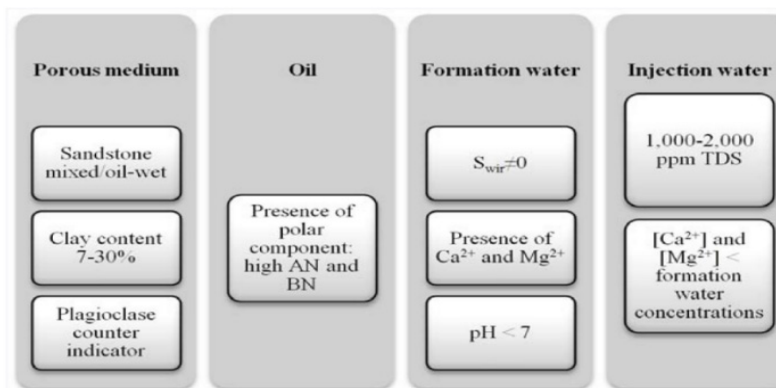 Porous medium
Sandstone
mixed/oil-wet
Clay content
7-30%
Plagioclase
counter
indicator
Oil
Presence of
polar
component:
high AN and
BN
Formation water
Swir≠0
Presence of
Ca²⁺ and Mg²⁺
pH < 7
Injection water
1,000-2,000
ppm TDS
[Ca²⁺] and
[Mg²⁺] <
formation
water
concentrations